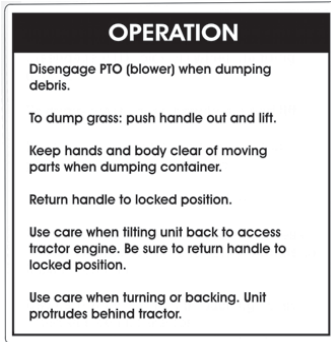 OPERATION
Disengage PTO (blower) when dumping
debris.
To dump grass: push handle out and lift.
Keep hands and body clear of moving
parts when dumping container.
Return handle to locked position.
Use care when tilting unit back to access
tractor engine. Be sure to return handle to
locked position.
Use care when turning or backing. Unit
protrudes behind tractor.